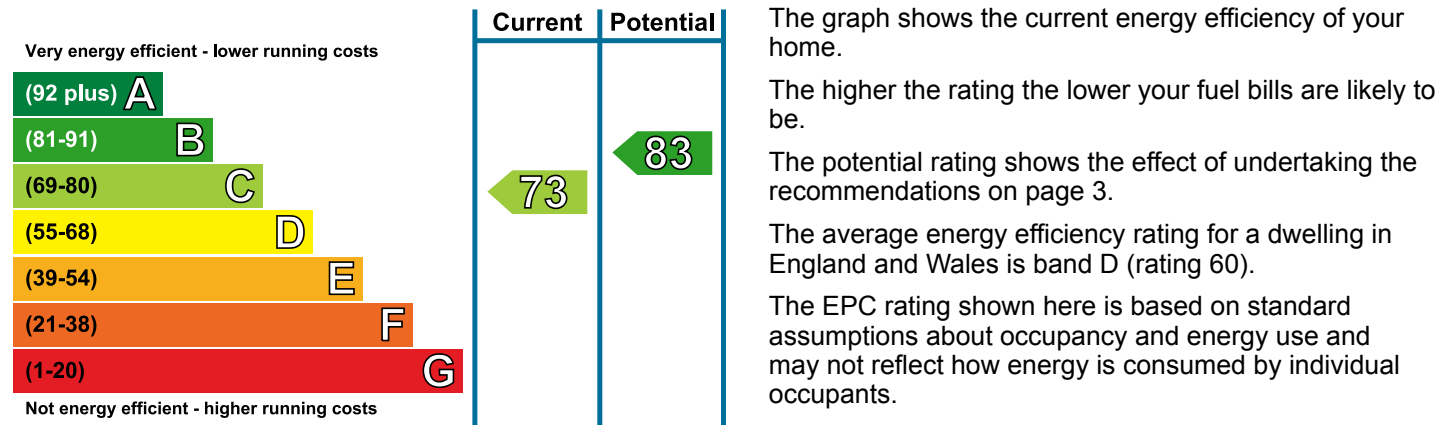 Current Potential
Very energy efficient - lower running costs
(92 plus) A
(81-91) B
83
(69-80) C
73
(55-68) D
(39-54) E
(21-38) F
(1-20) G
Not energy efficient - higher running costs
The graph shows the current energy efficiency of your
home.
The higher the rating the lower your fuel bills are likely to
be.
The potential rating shows the effect of undertaking the
recommendations on page 3.
The average energy efficiency rating for a dwelling in
England and Wales is band D (rating 60).
The EPC rating shown here is based on standard
assumptions about occupancy and energy use and
may not reflect how energy is consumed by individual
occupants.